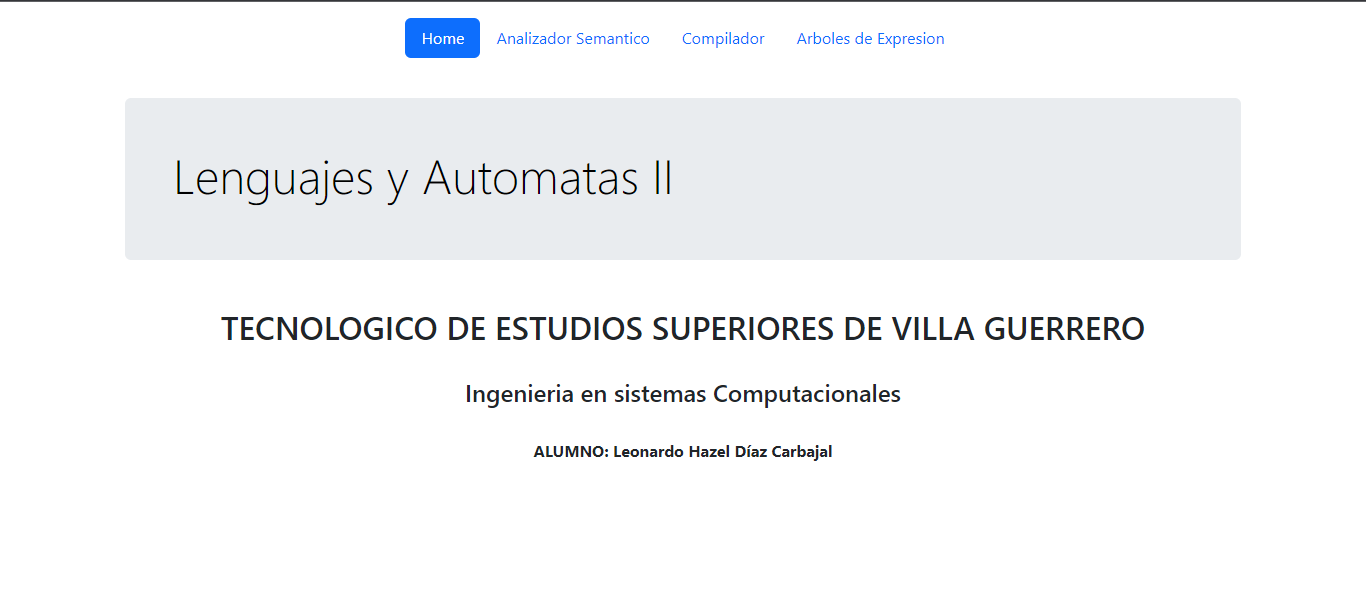 Home Analizador Semantico Compilador Arboles de Expresion
Lenguajes y Automatas II
TECNOLOGICO DE ESTUDIOS SUPERIORES DE VILLA GUERRERO
Ingenieria en sistemas Computacionales
ALUMNO: Leonardo Hazel Díaz Carbajal